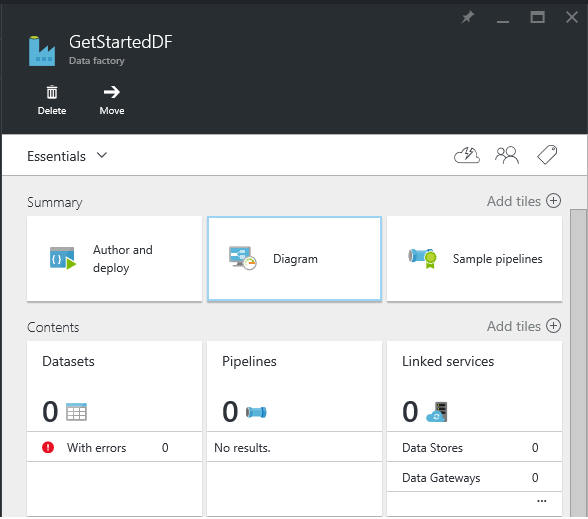 GetStartedDF
Data factory
Delete Move
Essentials
Summary Add tiles
Author and
deploy
Diagram
Sample pipelines
Contents Add tiles
Datasets Pipelines Linked services
0 0 0
With errors 0 No results. Data Stores 0
Data Gateways 0
...